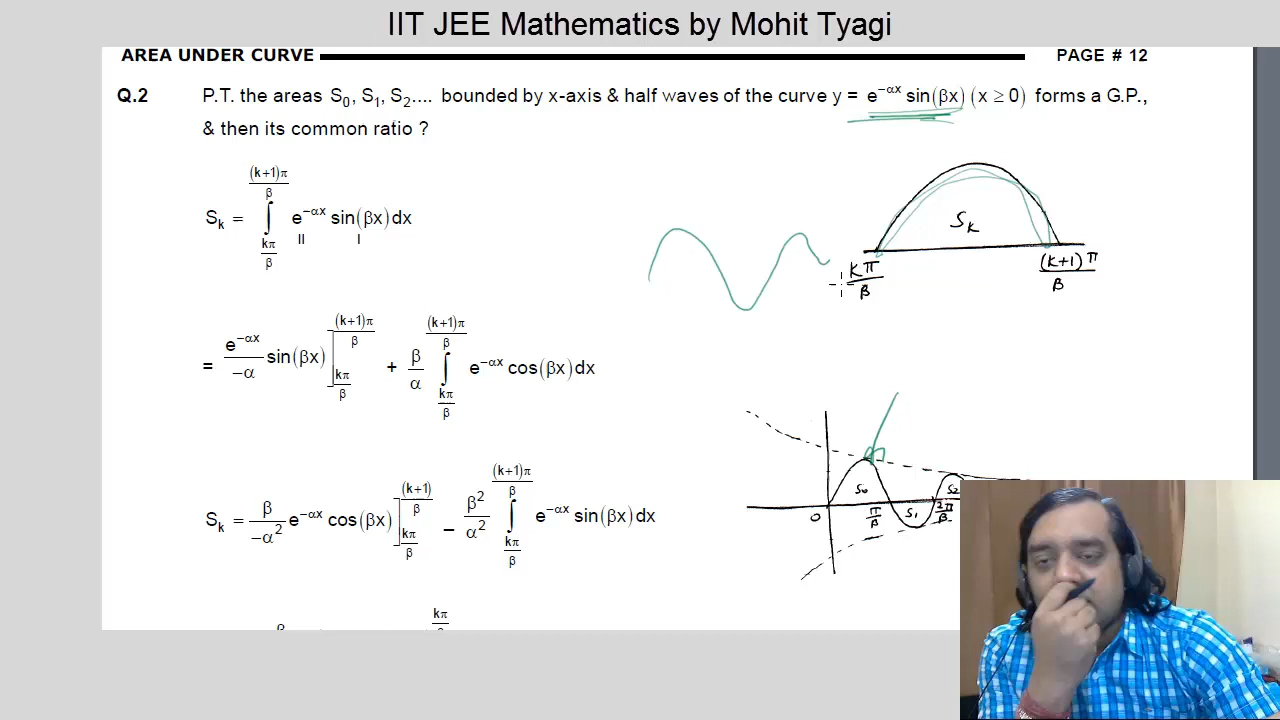 IIT JEE Mathematics by Mohit Tyagi
AREA UNDER CURVE PAGE # 12
Q.2 P.T. the areas S₀, S₁, S₂.... bounded by x-axis & half waves of the curve y = e^(−αx) sin(βx) (x ≥ 0) forms a G.P.,
& then its common ratio ?
S_k = ∫_(kπ/β)^((k+1)π/β) e^(−αx) sin(βx) dx
II I
S_k
kπ/β (k+1)π/β
= e^(−αx)/−α sin(βx) ]_(kπ/β)^((k+1)π/β) + β/α ∫_(kπ/β)^((k+1)π/β) e^(−αx) cos(βx) dx
S_k = β/−α² e^(−αx) cos(βx) ]_(kπ/β)^((k+1)/β) − β²/α² ∫_(kπ/β)^((k+1)π/β) e^(−αx) sin(βx) dx
S₀ S₁ S₂
0 π/β 2π/β
kπ